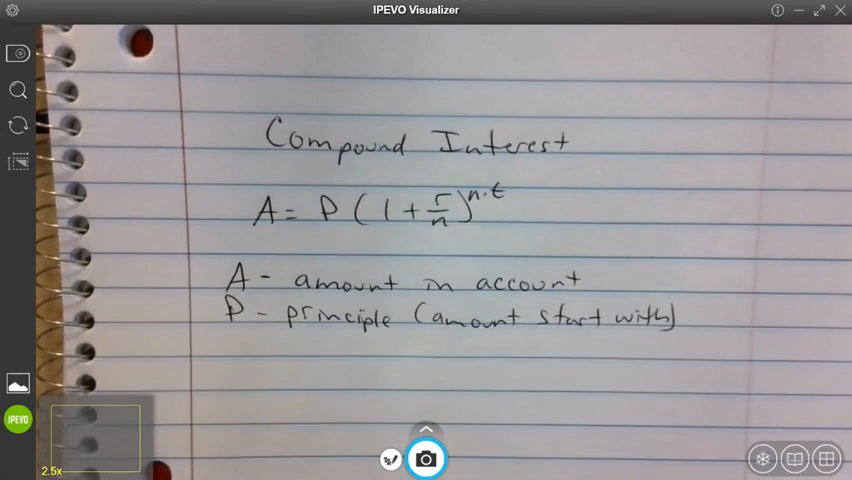 IPEVO Visualizer
Compound Interest
A = P ( 1 + r/n )^n·t
A - amount in account
P - principle (amount start with)
IPEVO
2.5x